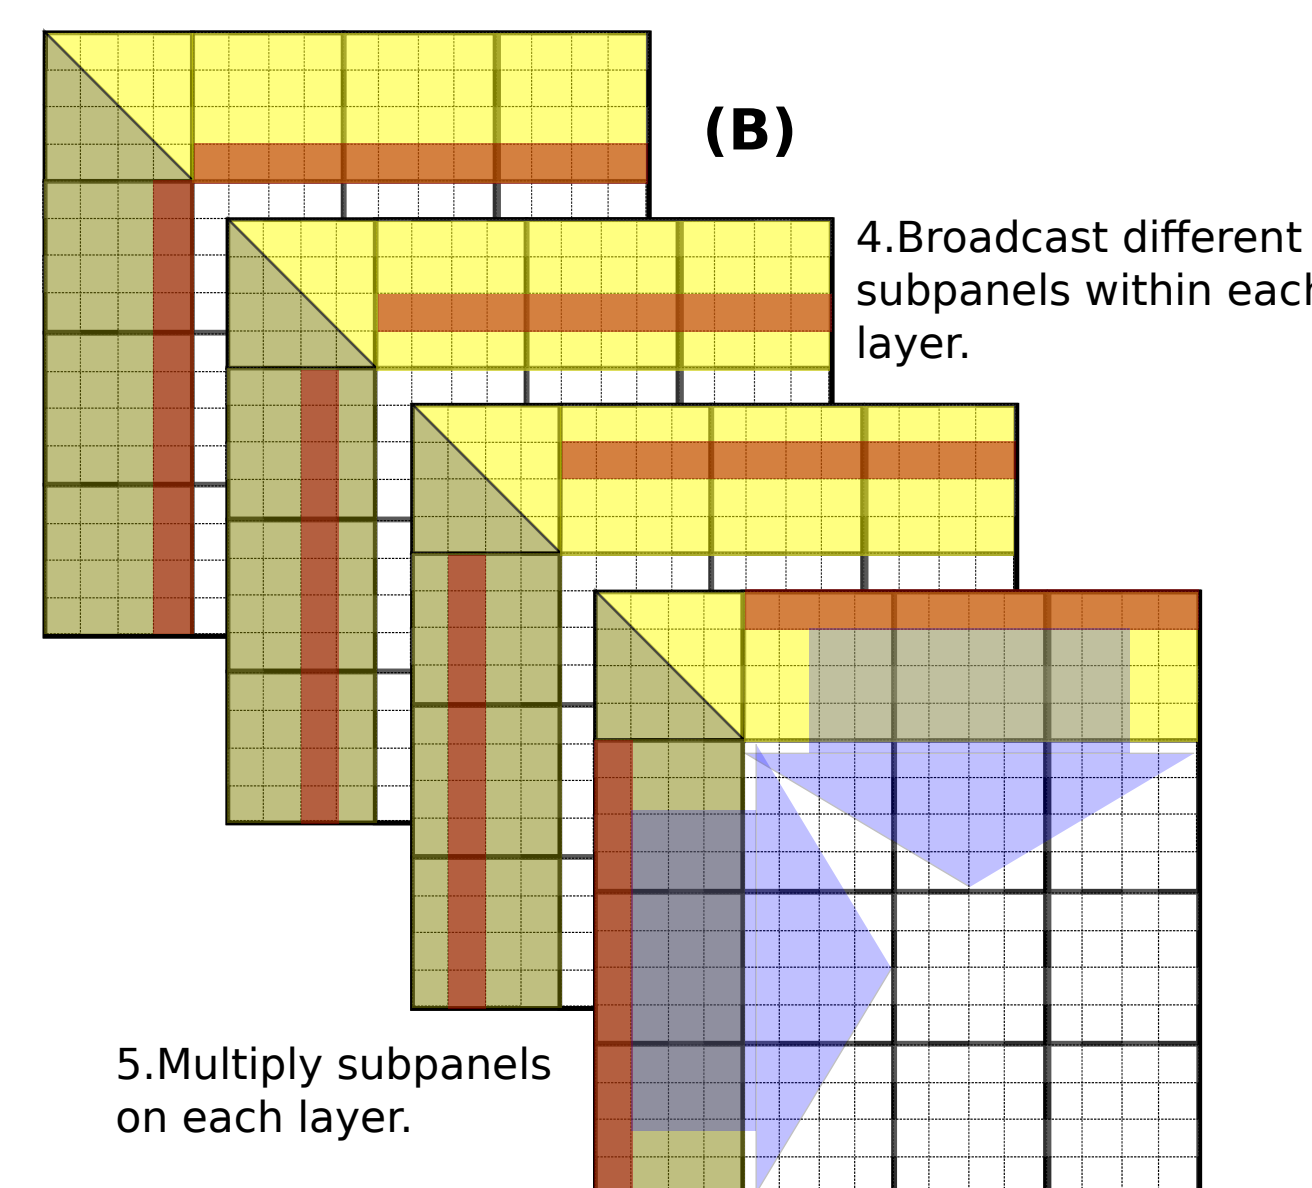 (B)
4.Broadcast different
subpanels within each
layer.
5.Multiply subpanels
on each layer.